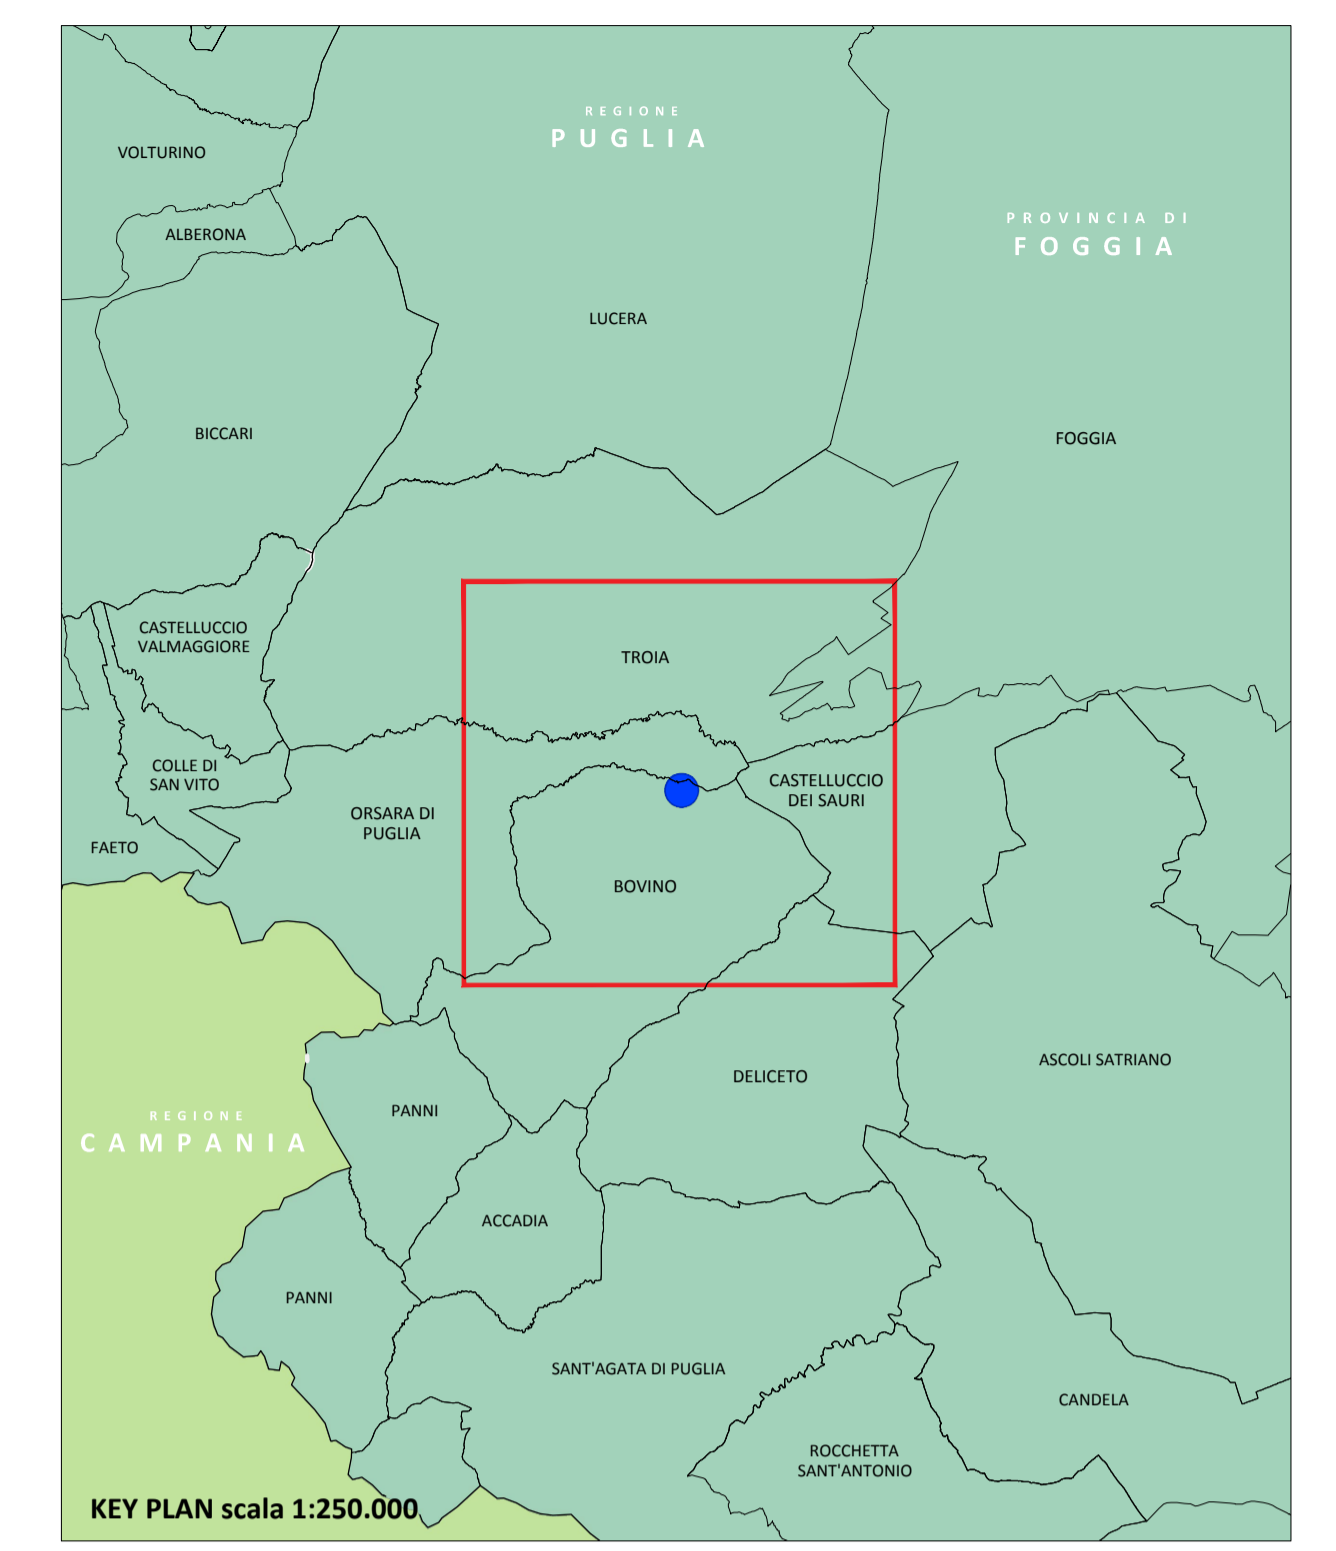 REGIONE
PUGLIA
VOLTURINO
PROVINCIA DI
FOGGIA
ALBERONA
LUCERA
BICCARI
FOGGIA
CASTELLUCCIO
VALMAGGIORE
TROIA
COLLE DI
SAN VITO
CASTELLUCCIO
DEI SAURI
ORSARA DI
PUGLIA
FAETO
BOVINO
ASCOLI SATRIANO
DELICETO
PANNI
REGIONE
CAMPANIA
ACCADIA
PANNI
SANT'AGATA DI PUGLIA
CANDELA
ROCCHETTA
SANT'ANTONIO
KEY PLAN scala 1:250.000